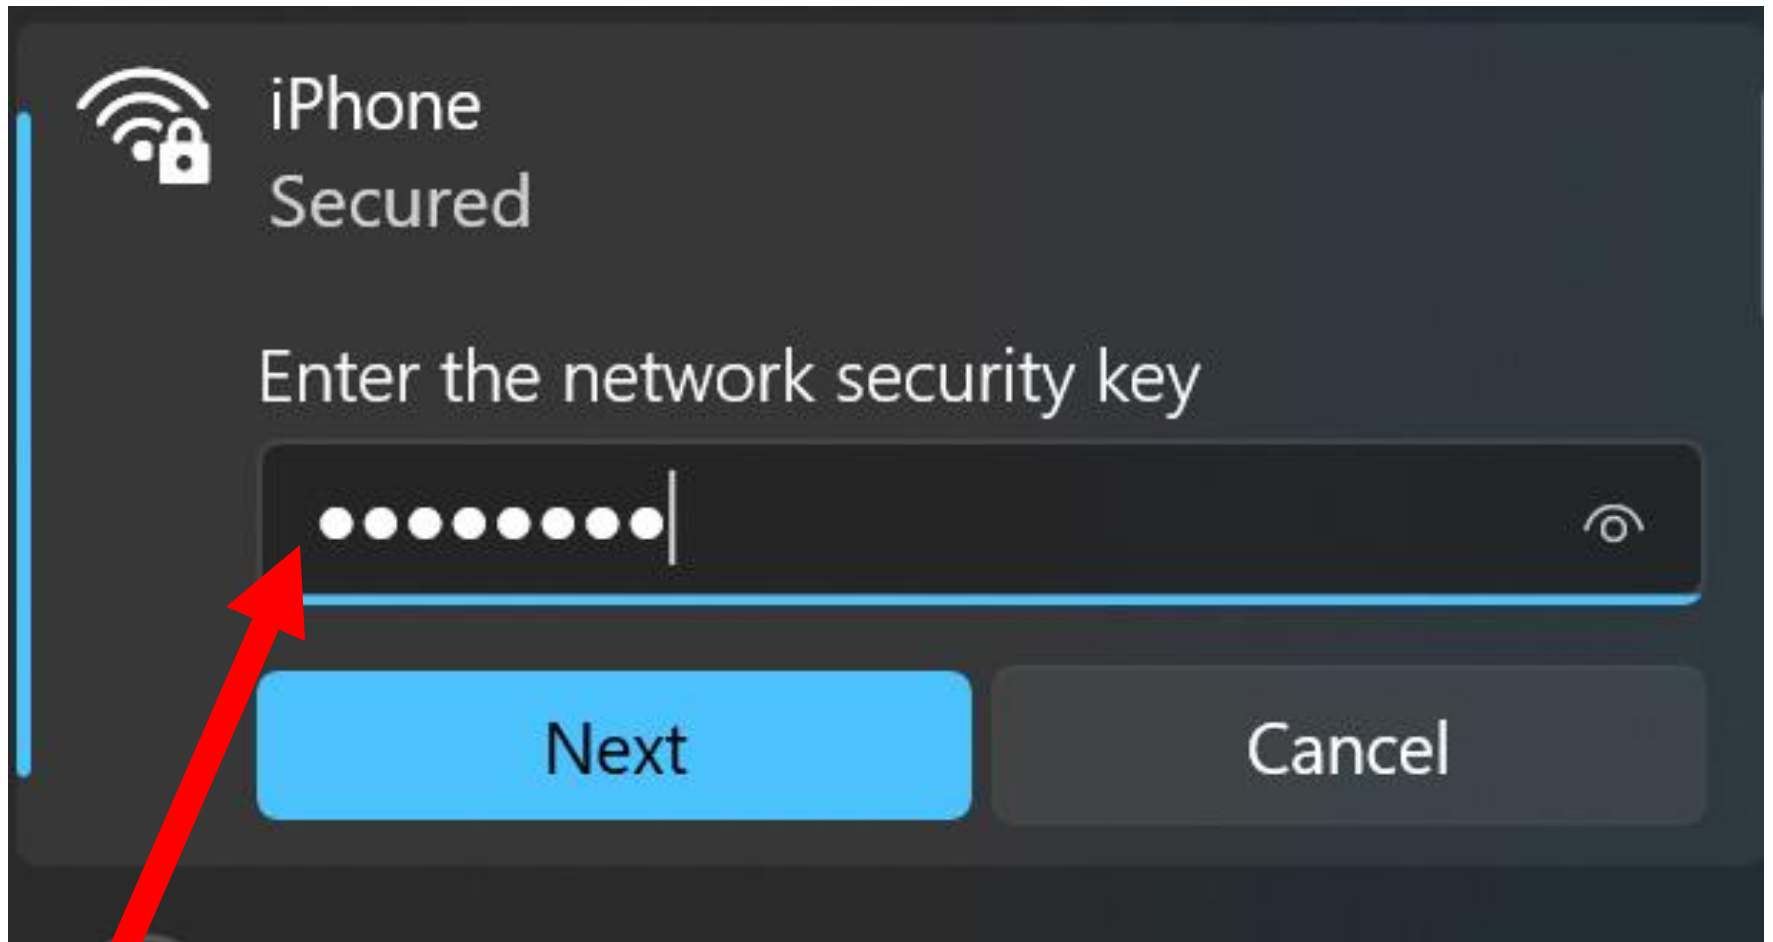 iPhone
Secured
Enter the network security key
••••••••
Next
Cancel